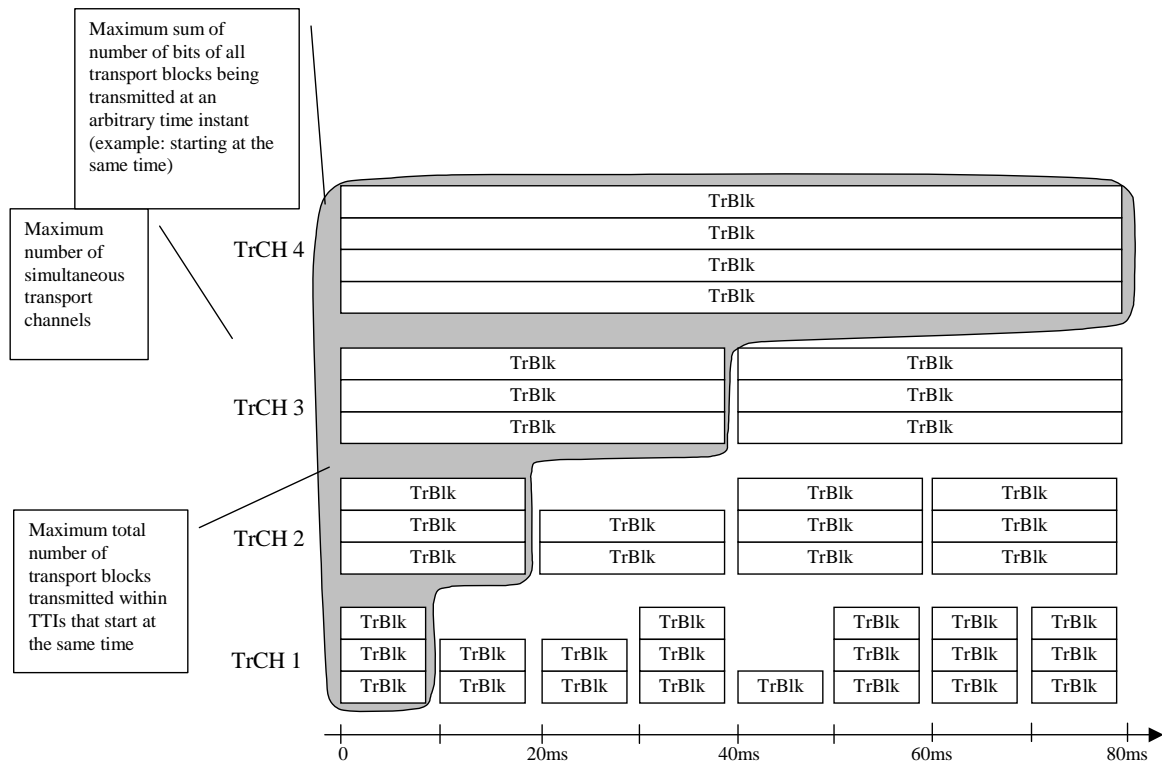 Maximum sum of
number of bits of all
transport blocks being
transmitted at an
arbitrary time instant
(example: starting at the
same time)
Maximum
number of
simultaneous
transport
channels
Maximum total
number of
transport blocks
transmitted within
TTIs that start at
the same time
TrCH 4
TrBlk
TrBlk
TrBlk
TrBlk
TrCH 3
TrBlk TrBlk
TrBlk TrBlk
TrBlk TrBlk
TrCH 2
TrBlk TrBlk TrBlk
TrBlk TrBlk TrBlk TrBlk
TrBlk TrBlk TrBlk TrBlk
TrCH 1
TrBlk TrBlk TrBlk TrBlk TrBlk
TrBlk TrBlk TrBlk TrBlk TrBlk TrBlk TrBlk
TrBlk TrBlk TrBlk TrBlk TrBlk TrBlk TrBlk TrBlk
0 20ms 40ms 60ms 80ms